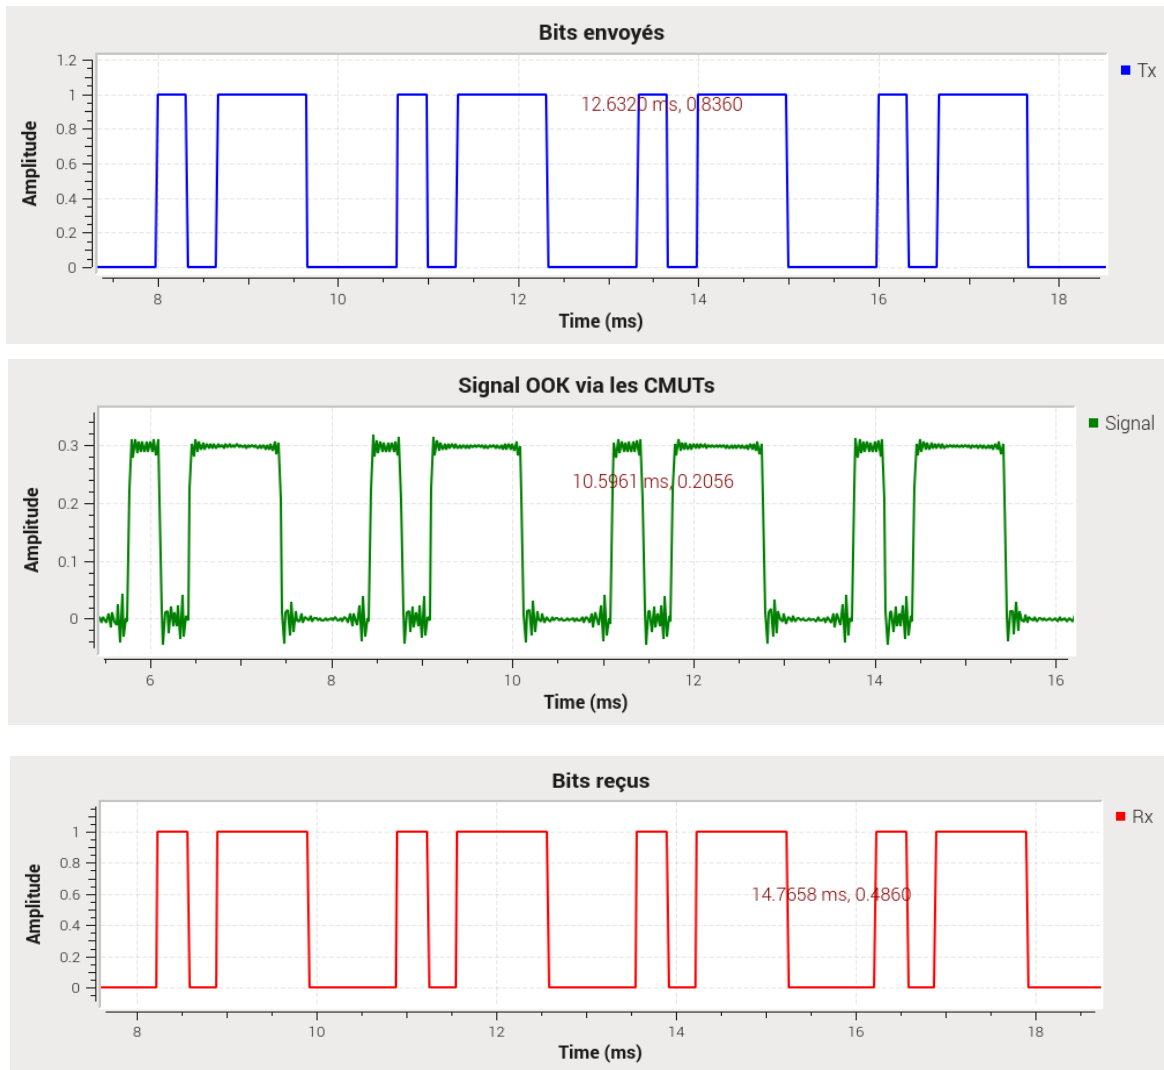 Bits envoyés
Tx
Amplitude
1.2
1
0.8
0.6
0.4
0.2
0
12.6320 ms, 0.8360
8 10 12 14 16 18
Time (ms)
Signal OOK via les CMUTs
Signal
Amplitude
0.3
0.2
0.1
0
10.5961 ms, 0.2056
6 8 10 12 14 16
Time (ms)
Bits reçus
Rx
Amplitude
1
0.8
0.6
0.4
0.2
0
14.7658 ms, 0.4860
8 10 12 14 16 18
Time (ms)